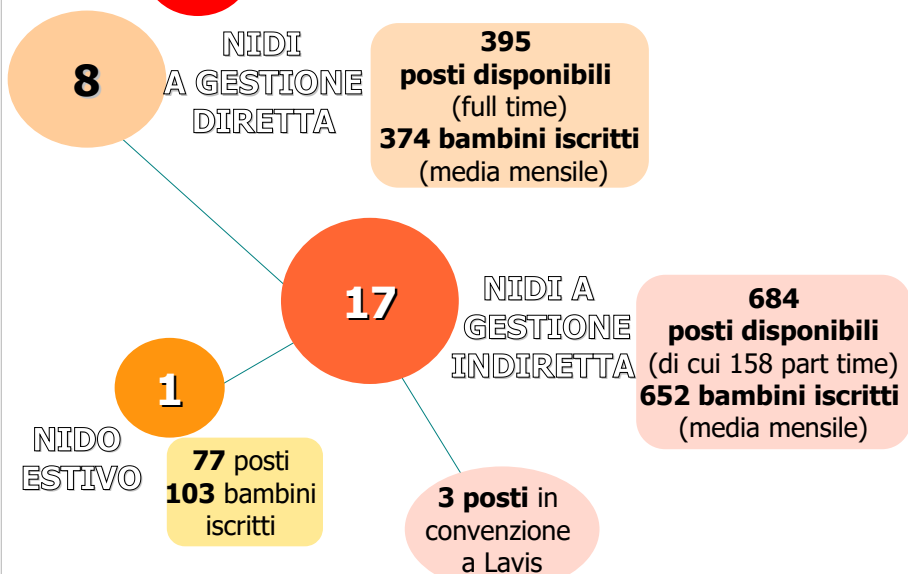 8
NIDI
A GESTIONE
DIRETTA
395
posti disponibili
(full time)
374 bambini iscritti
(media mensile)
17
NIDI A
GESTIONE
INDIRETTA
684
posti disponibili
(di cui 158 part time)
652 bambini iscritti
(media mensile)
1
NIDO
ESTIVO
77 posti
103 bambini
iscritti
3 posti in
convenzione
a Lavis